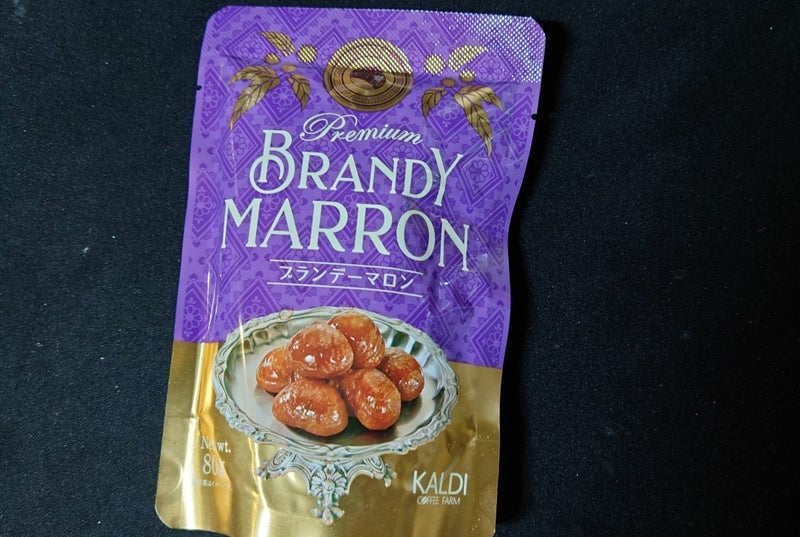 Premium
BRANDY
MARRON
ブランデーマロン
Net wt.
80g
KALDI
COFFEE FARM